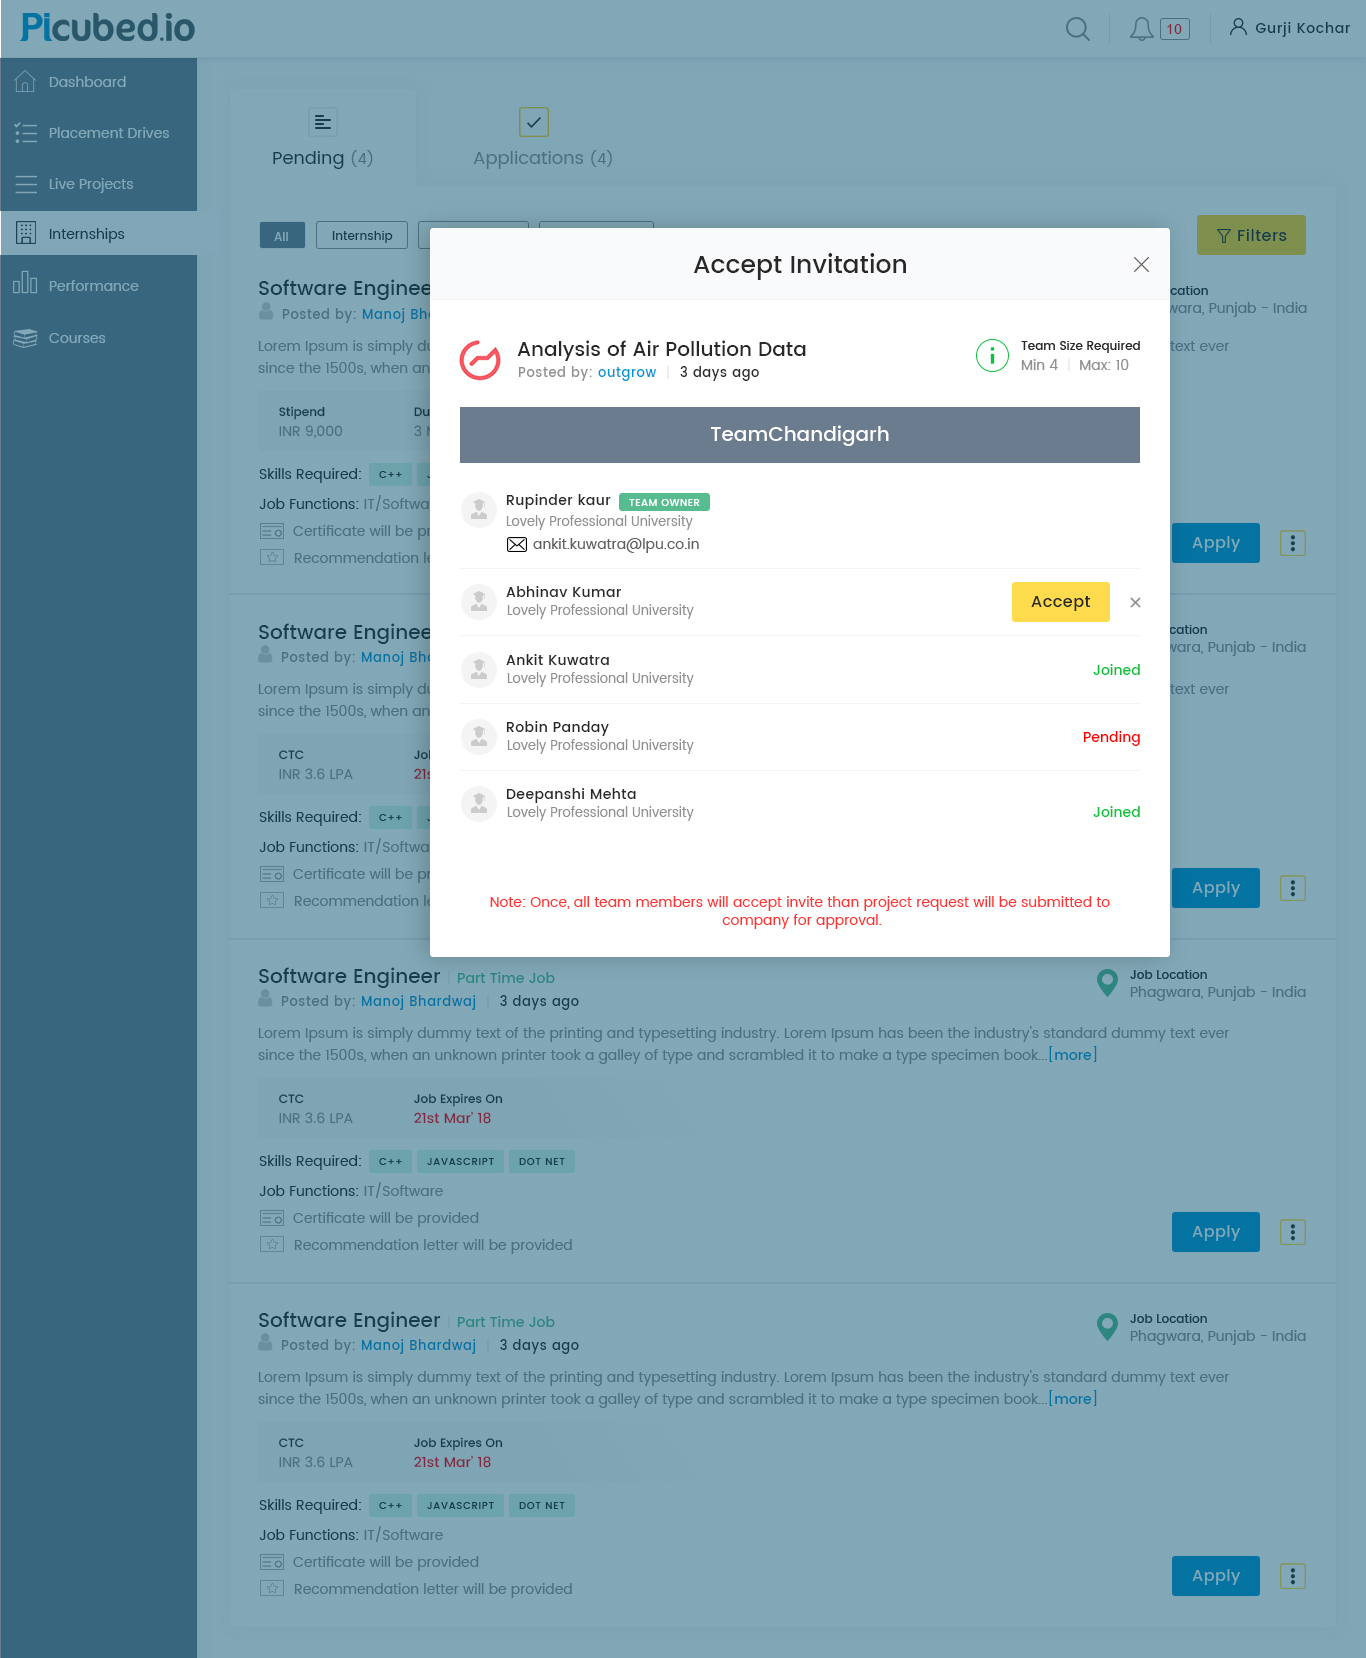 Picubed.io
10
Gurji Kochar
Dashboard
Placement Drives
Live Projects
Internships
Performance
Courses
Pending (4)
Applications (4)
All
Internship
Filters
Accept Invitation
Analysis of Air Pollution Data
Posted by: outgrow | 3 days ago
Team Size Required
Min 4 | Max: 10
TeamChandigarh
Rupinder kaur TEAM OWNER
Lovely Professional University
ankit.kuwatra@lpu.co.in
Abhinav Kumar
Lovely Professional University
Accept
Ankit Kuwatra
Lovely Professional University
Joined
Robin Panday
Lovely Professional University
Pending
Deepanshi Mehta
Lovely Professional University
Joined
Note: Once, all team members will accept invite than project request will be submitted to
company for approval.
Software Enginee
Posted by: Manoj Bh
Punjab - India
Lorem Ipsum is simply
text ever
since the 1500s, when an
Stipend
INR 9,000
Du
3
Skills Required: C++
Job Functions: IT/Softwa
Certificate will be pr
Recommendation le
Apply
Software Enginee
Posted by: Manoj Bh
Punjab - India
Lorem Ipsum is simply
text ever
since the 1500s, when an
CTC
INR 3.6 LPA
Jo
21s
Skills Required: C++
Job Functions: IT/Softwa
Certificate will be pr
Recommendation le
Apply
Software Engineer | Part Time Job
Posted by: Manoj Bhardwaj | 3 days ago
Job Location
Phagwara, Punjab - India
Lorem Ipsum is simply dummy text of the printing and typesetting industry. Lorem Ipsum has been the industry's standard dummy text ever
since the 1500s, when an unknown printer took a galley of type and scrambled it to make a type specimen book...[more]
CTC
INR 3.6 LPA
Job Expires On
21st Mar' 18
Skills Required: C++ JAVASCRIPT DOT NET
Job Functions: IT/Software
Certificate will be provided
Recommendation letter will be provided
Apply
Software Engineer | Part Time Job
Posted by: Manoj Bhardwaj | 3 days ago
Job Location
Phagwara, Punjab - India
Lorem Ipsum is simply dummy text of the printing and typesetting industry. Lorem Ipsum has been the industry's standard dummy text ever
since the 1500s, when an unknown printer took a galley of type and scrambled it to make a type specimen book...[more]
CTC
INR 3.6 LPA
Job Expires On
21st Mar' 18
Skills Required: C++ JAVASCRIPT DOT NET
Job Functions: IT/Software
Certificate will be provided
Recommendation letter will be provided
Apply